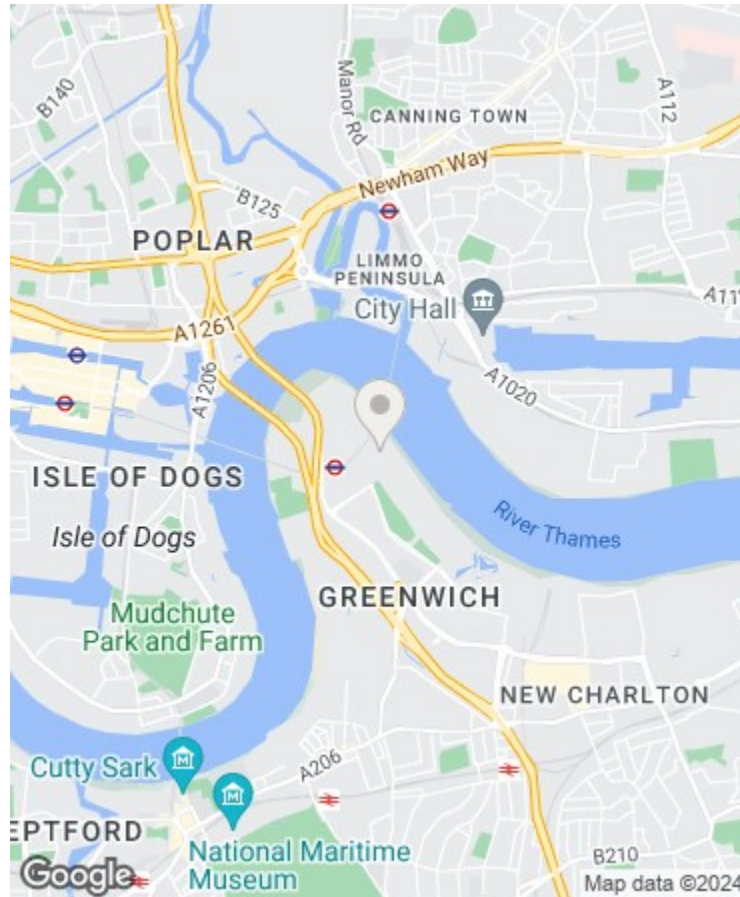 B140
Manor Rd
A112
CANNING TOWN
Newham Way
B125
POPLAR
LIMMO
PENINSULA
City Hall
A11
A1261
A1206
A1020
ISLE OF DOGS
Isle of Dogs
River Thames
GREENWICH
Mudchute
Park and Farm
NEW CHARLTON
Cutty Sark
A206
EPTFORD
National Maritime
Museum
B210
Google
Map data ©2024